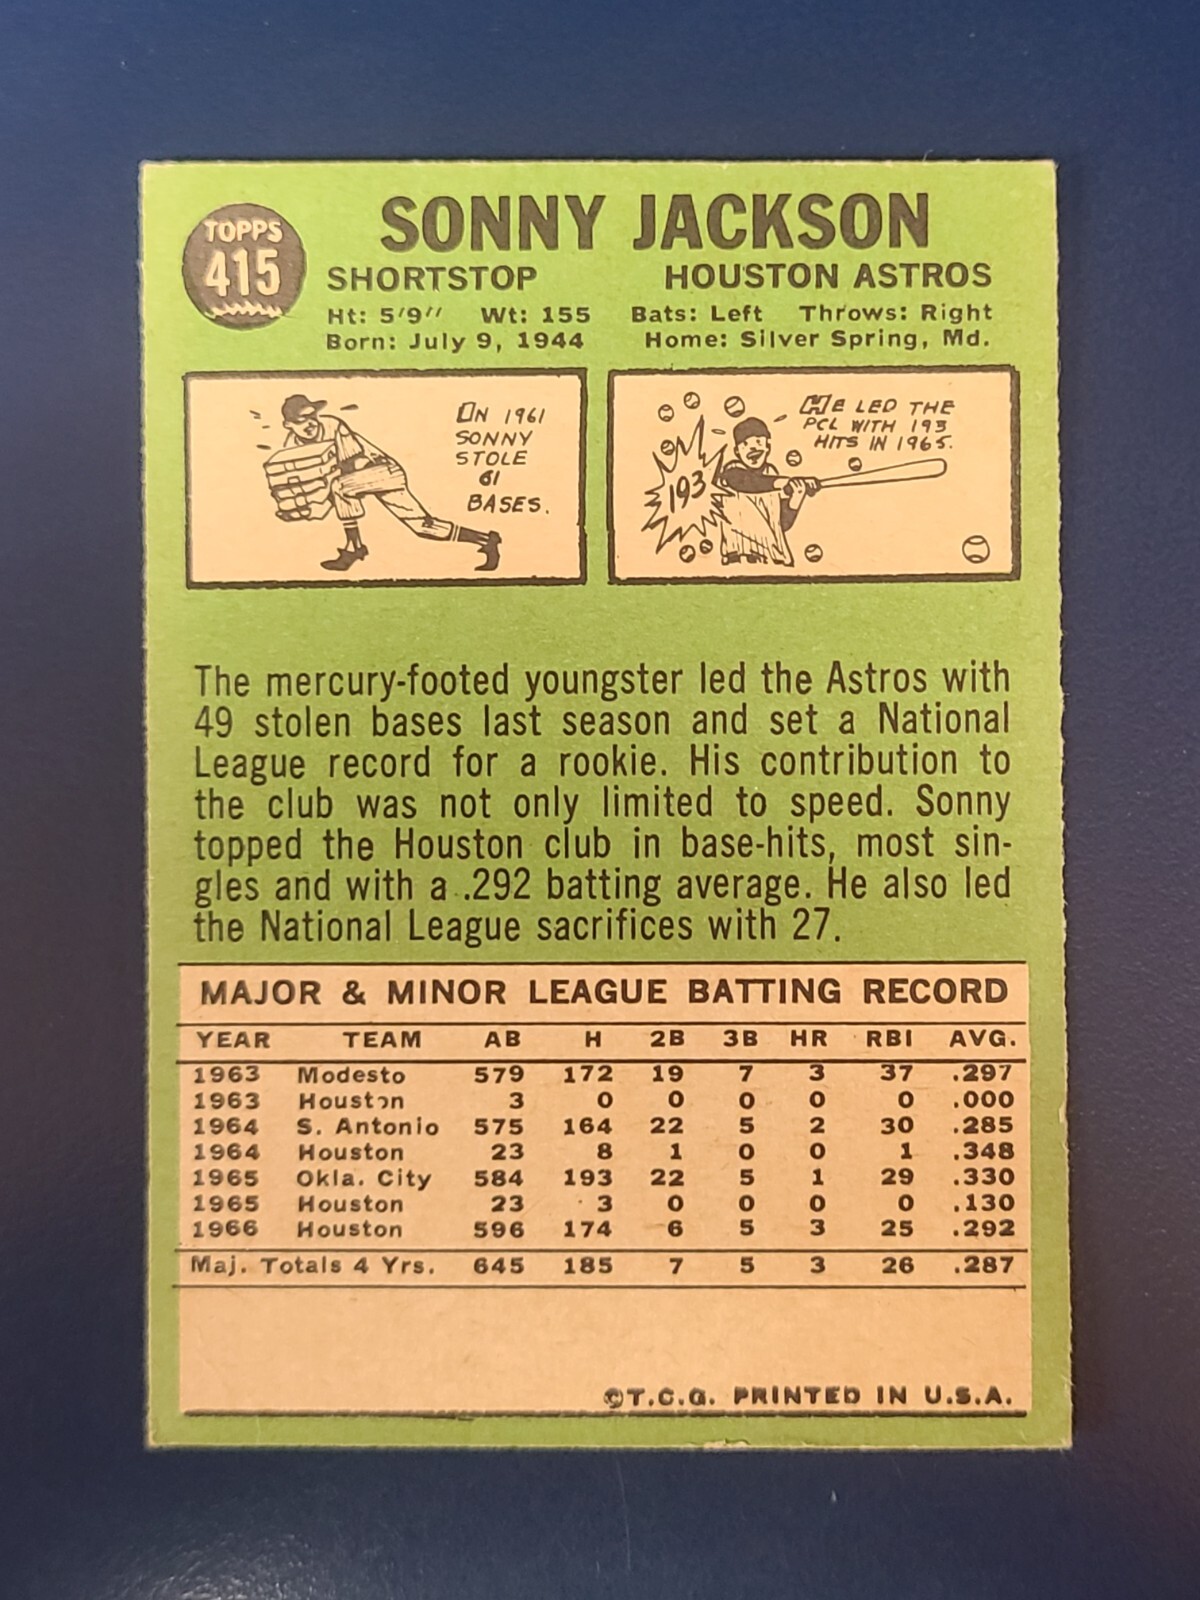 TOPPS
415
SONNY JACKSON
SHORTSTOP HOUSTON ASTROS
Ht: 5'9" Wt: 155 Bats: Left Throws: Right
Born: July 9, 1944 Home: Silver Spring, Md.
IN 1961
SONNY
STOLE
61
BASES.
HE LED THE
PCL WITH 193
HITS IN 1965.
193
The mercury-footed youngster led the Astros with
49 stolen bases last season and set a National
League record for a rookie. His contribution to
the club was not only limited to speed. Sonny
topped the Houston club in base-hits, most sin-
gles and with a .292 batting average. He also led
the National League sacrifices with 27.
MAJOR & MINOR LEAGUE BATTING RECORD
YEAR TEAM AB H 2B 3B HR RBI AVG.
1963 Modesto 579 172 19 7 3 37 .297
1963 Houston 3 0 0 0 0 0 .000
1964 S. Antonio 575 164 22 5 2 30 .285
1964 Houston 23 8 1 0 0 1 .348
1965 Okla. City 584 193 22 5 1 29 .330
1965 Houston 23 3 0 0 0 0 .130
1966 Houston 596 174 6 5 3 25 .292
Maj. Totals 4 Yrs. 645 185 7 5 3 26 .287
©T.C.G. PRINTED IN U.S.A.